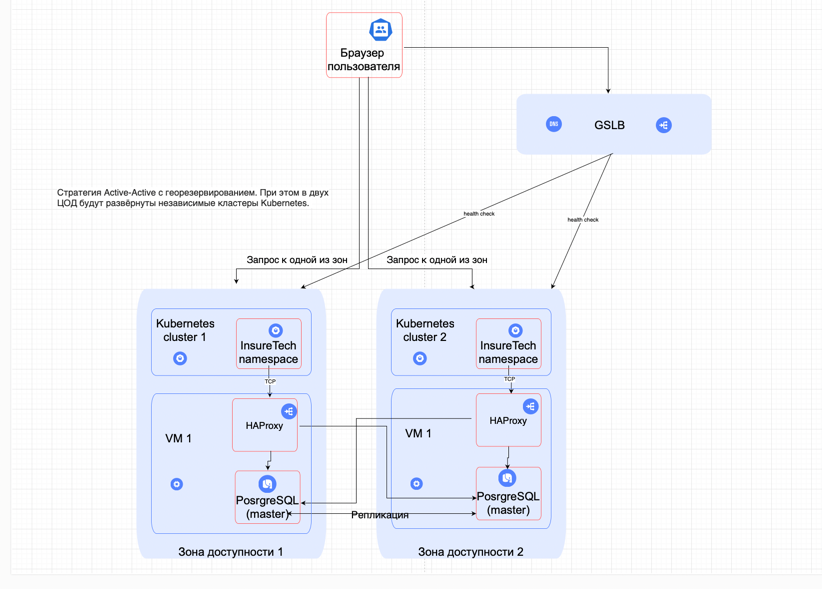 Браузер
пользователя
DNS
GSLB
Стратегия Active-Active с георезервированием. При этом в двух
ЦОД будут развёрнуты независимые кластеры Kubernetes.
health check
health check
Запрос к одной из зон
Запрос к одной из зон
Kubernetes
cluster 1
InsureTech
namespace
TCP
VM 1
HAProxy
PosrgreSQL
(master)
Зона доступности 1
Kubernetes
cluster 2
InsureTech
namespace
TCP
VM 1
HAProxy
PosrgreSQL
(master)
Репликация
Зона доступности 2